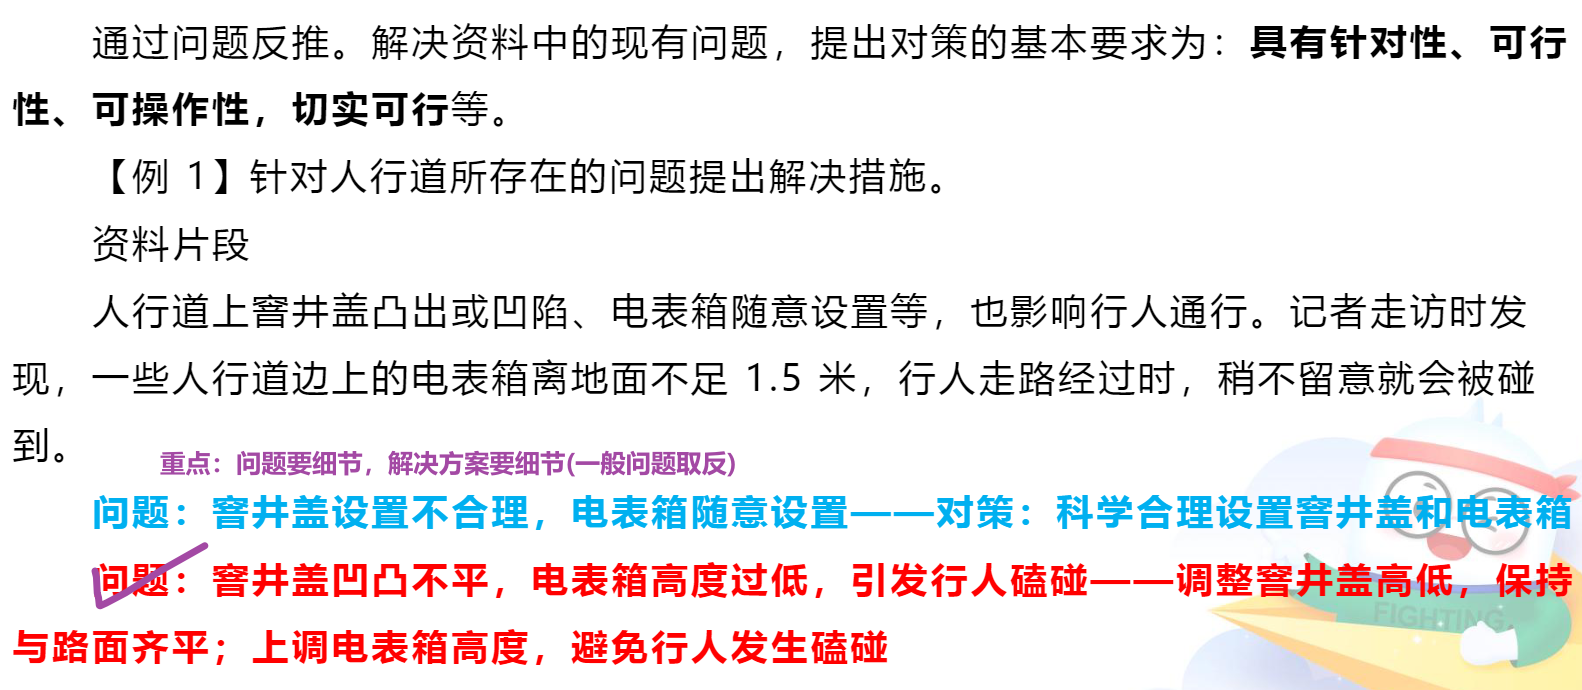 通过问题反推。解决资料中的现有问题，提出对策的基本要求为：具有针对性、可行
性、可操作性，切实可行等。
【例 1】针对人行道所存在的问题提出解决措施。
资料片段
人行道上窨井盖凸出或凹陷、电表箱随意设置等，也影响行人通行。记者走访时发
现，一些人行道边上的电表箱离地面不足 1.5 米，行人走路经过时，稍不留意就会被碰
到。
重点：问题要细节，解决方案要细节(一般问题取反)
问题：窨井盖设置不合理，电表箱随意设置——对策：科学合理设置窨井盖和电表箱
问题：窨井盖凹凸不平，电表箱高度过低，引发行人磕碰——调整窨井盖高低，保持
与路面齐平；上调电表箱高度，避免行人发生磕碰
FIGHTING